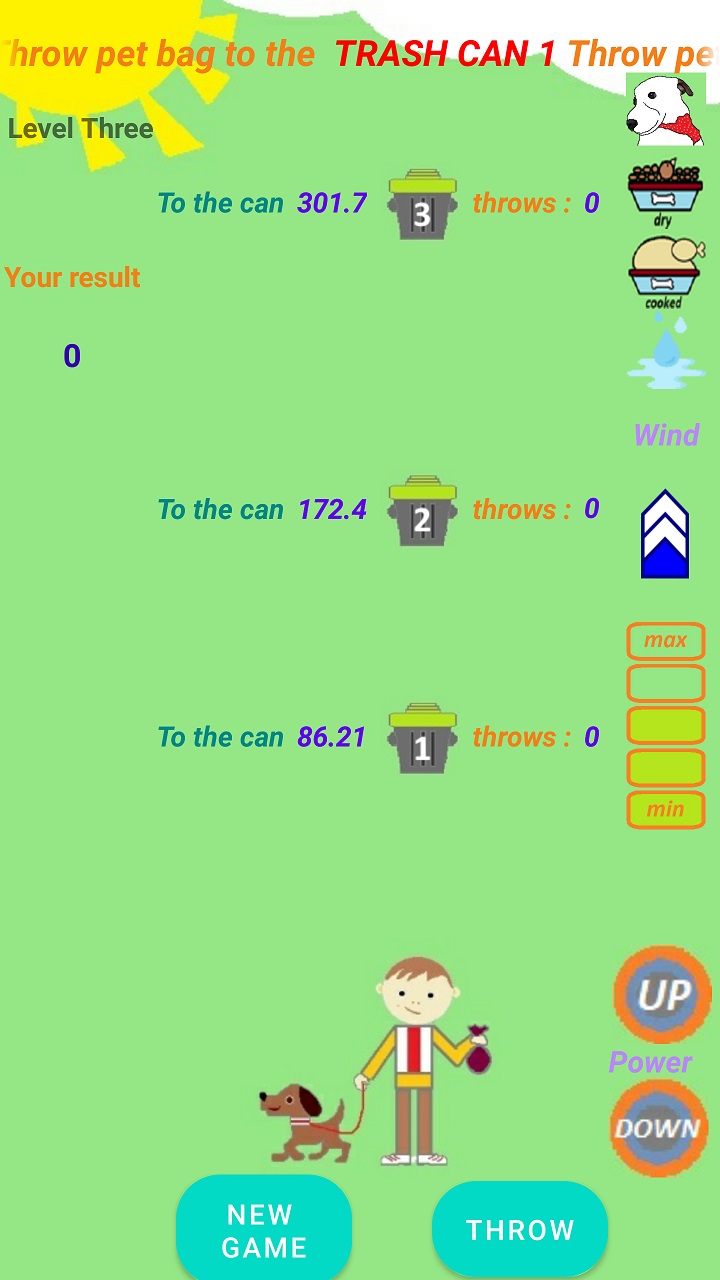 Throw pet bag to the TRASH CAN 1 Throw pe
Level Three
To the can 301.7 3 throws : 0
dry
Your result
cooked
0
Wind
To the can 172.4 2 throws : 0
max
To the can 86.21 1 throws : 0
min
UP
Power
DOWN
NEW
GAME
THROW